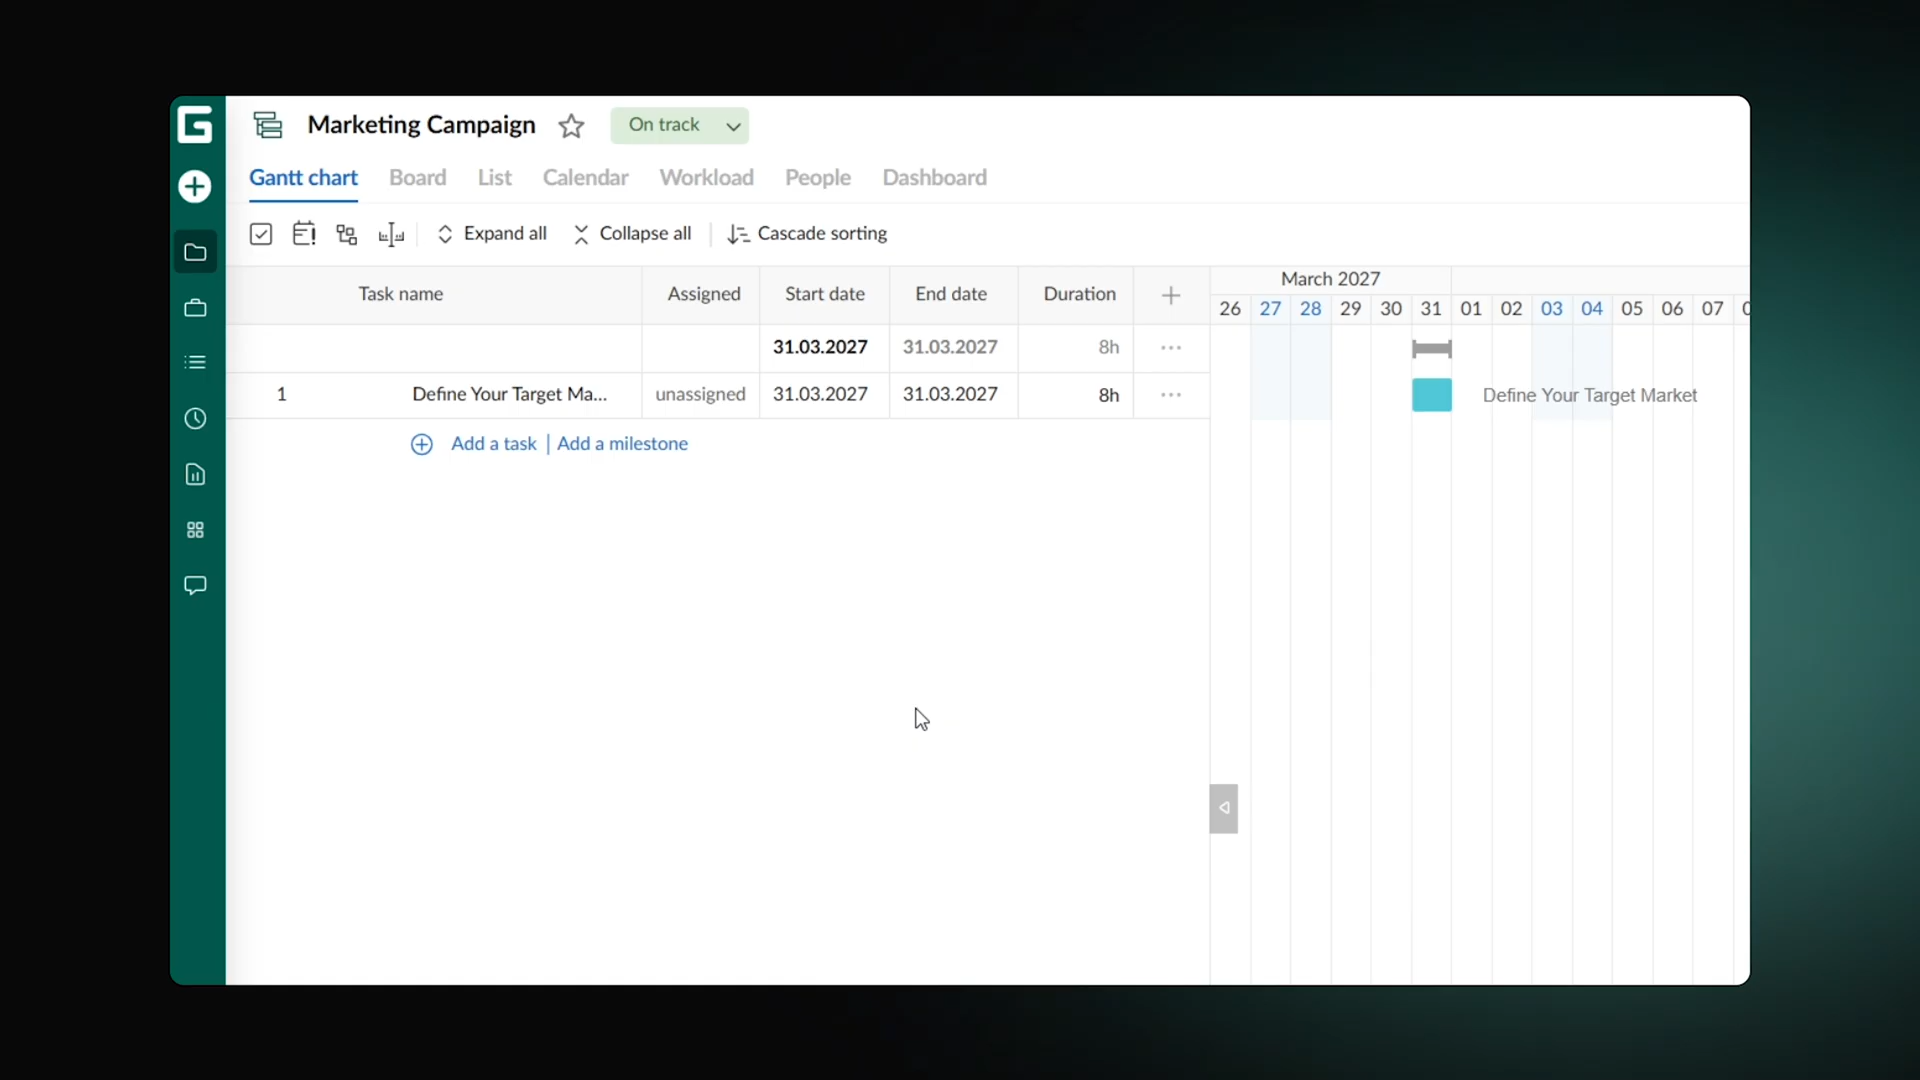 Marketing Campaign
On track
Gantt chart Board List Calendar Workload People Dashboard
Expand all Collapse all Cascade sorting
Task name Assigned Start date End date Duration
March 2027
26 27 28 29 30 31 01 02 03 04 05 06 07
31.03.2027 31.03.2027 8h
1 Define Your Target Ma... unassigned 31.03.2027 31.03.2027 8h
Define Your Target Market
Add a task | Add a milestone